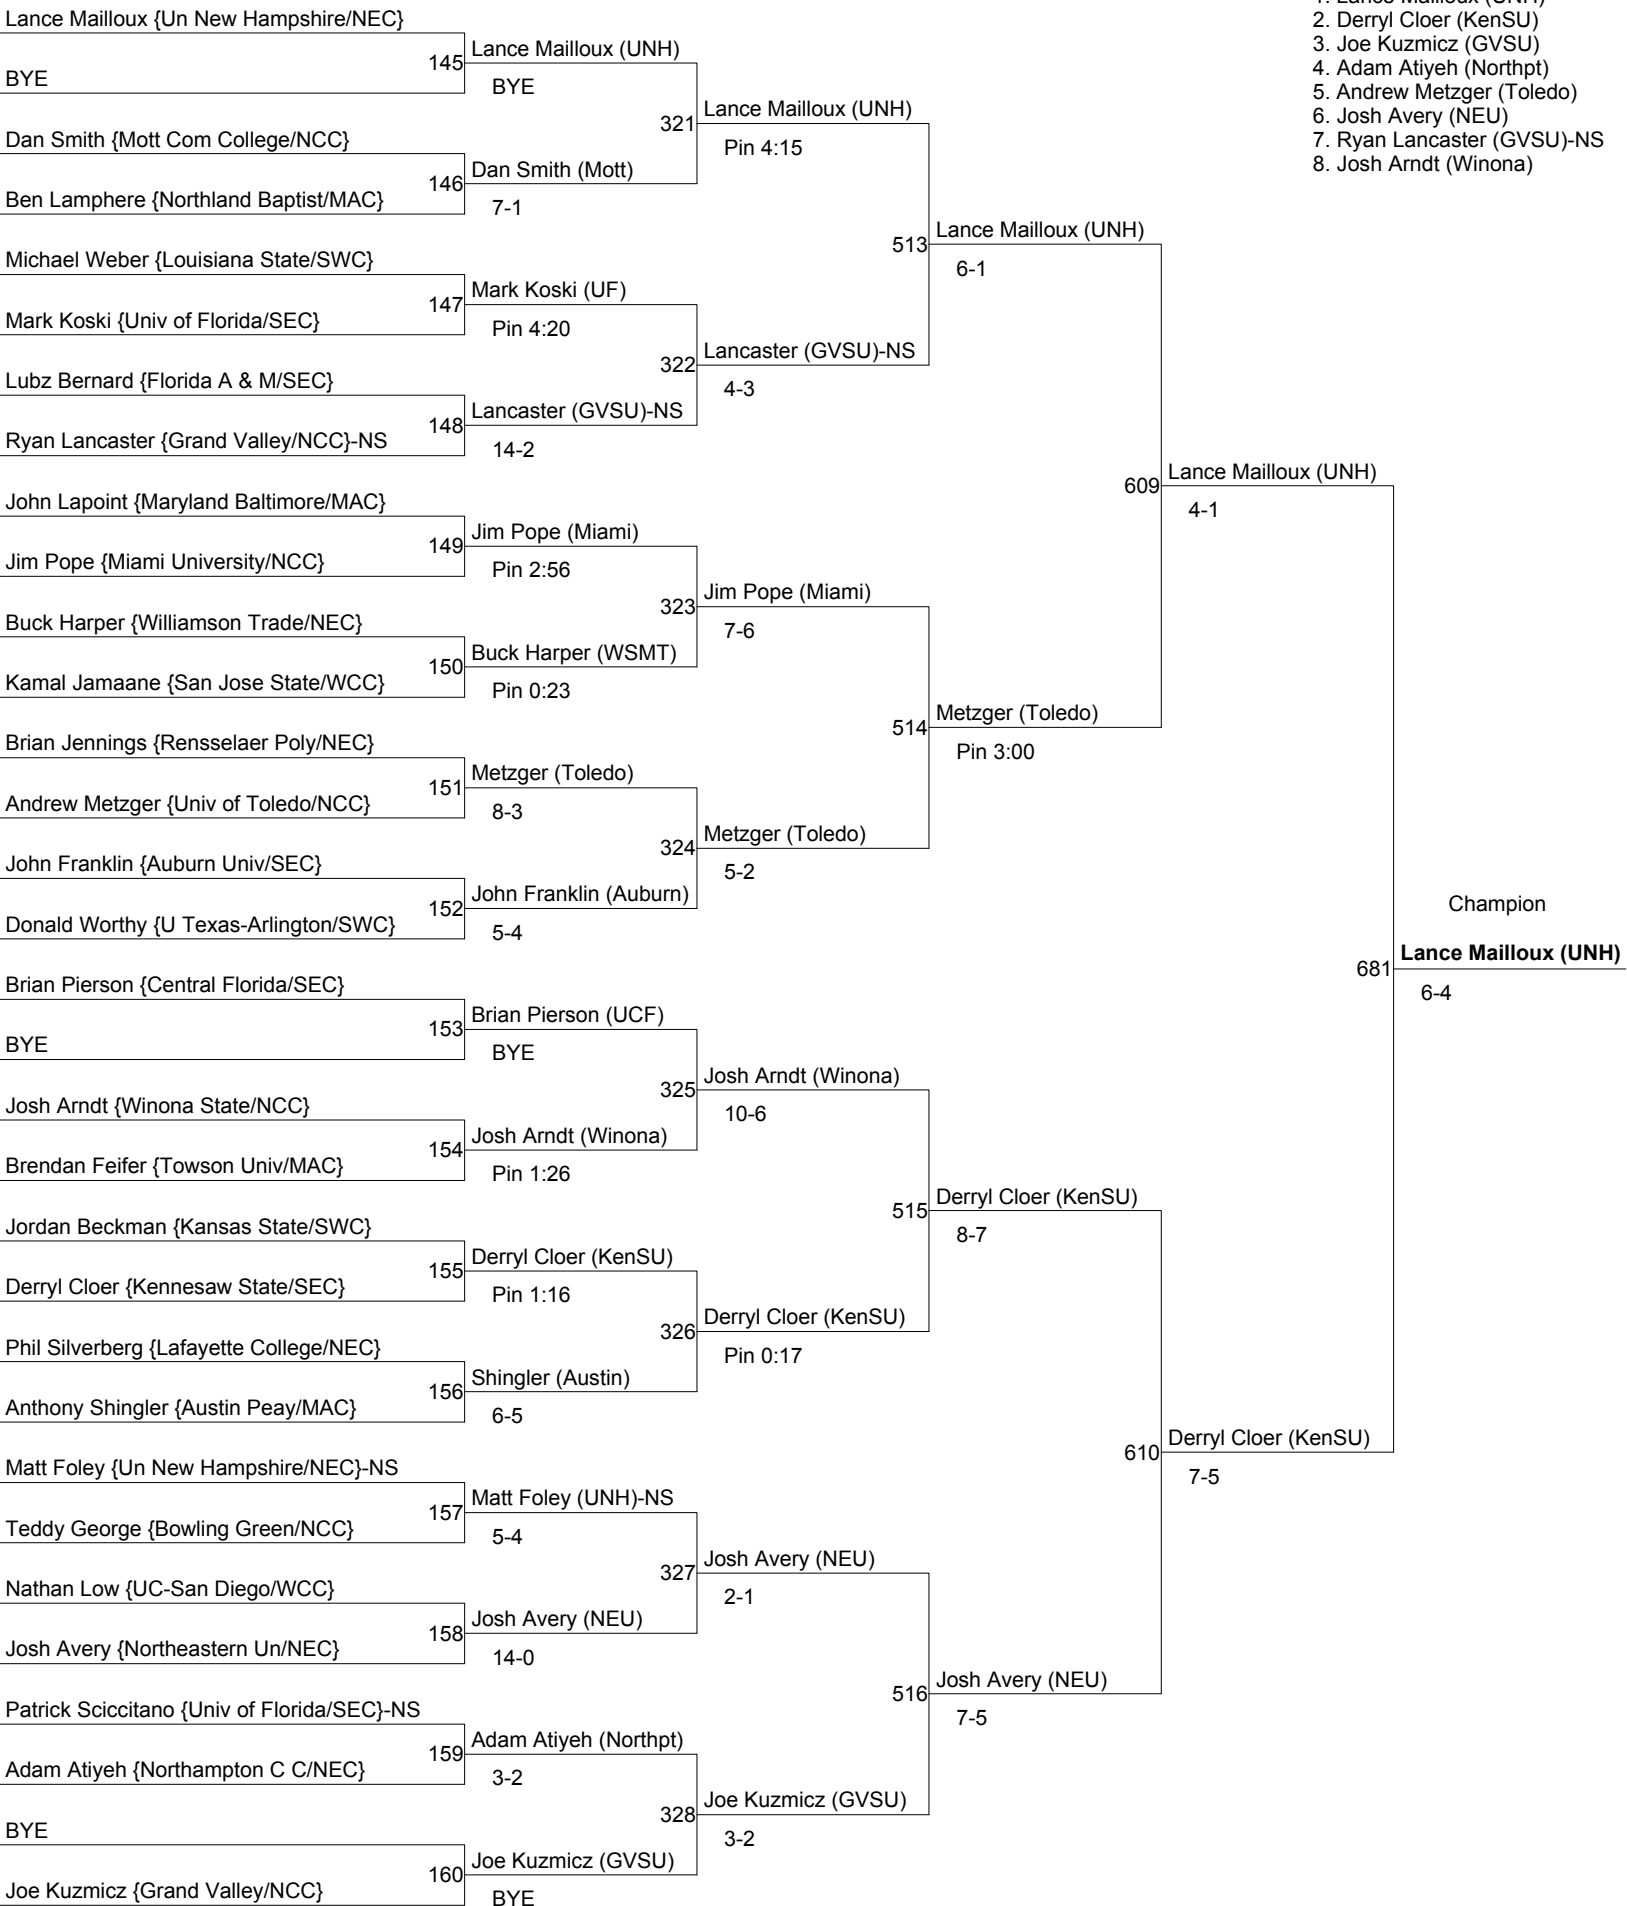 1. Lance Mailloux (UNH)
2. Derryl Cloer (KenSU)
3. Joe Kuzmicz (GVSU)
4. Adam Atiyeh (Northpt)
5. Andrew Metzger (Toledo)
6. Josh Avery (NEU)
7. Ryan Lancaster (GVSU)-NS
8. Josh Arndt (Winona)
Lance Mailloux {Un New Hampshire/NEC}
BYE
Dan Smith {Mott Com College/NCC}
Ben Lamphere {Northland Baptist/MAC}
Michael Weber {Louisiana State/SWC}
Mark Koski {Univ of Florida/SEC}
Lubz Bernard {Florida A & M/SEC}
Ryan Lancaster {Grand Valley/NCC}-NS
John Lapoint {Maryland Baltimore/MAC}
Jim Pope {Miami University/NCC}
Buck Harper {Williamson Trade/NEC}
Kamal Jamaane {San Jose State/WCC}
Brian Jennings {Rensselaer Poly/NEC}
Andrew Metzger {Univ of Toledo/NCC}
John Franklin {Auburn Univ/SEC}
Donald Worthy {U Texas-Arlington/SWC}
Brian Pierson {Central Florida/SEC}
BYE
Josh Arndt {Winona State/NCC}
Brendan Feifer {Towson Univ/MAC}
Jordan Beckman {Kansas State/SWC}
Derryl Cloer {Kennesaw State/SEC}
Phil Silverberg {Lafayette College/NEC}
Anthony Shingler {Austin Peay/MAC}
Matt Foley {Un New Hampshire/NEC}-NS
Teddy George {Bowling Green/NCC}
Nathan Low {UC-San Diego/WCC}
Josh Avery {Northeastern Un/NEC}
Patrick Sciccitano {Univ of Florida/SEC}-NS
Adam Atiyeh {Northampton C C/NEC}
BYE
Joe Kuzmicz {Grand Valley/NCC}
145 Lance Mailloux (UNH)
BYE
146 Dan Smith (Mott)
7-1
147 Mark Koski (UF)
Pin 4:20
148 Lancaster (GVSU)-NS
14-2
149 Jim Pope (Miami)
Pin 2:56
150 Buck Harper (WSMT)
Pin 0:23
151 Metzger (Toledo)
8-3
152 John Franklin (Auburn)
5-4
153 Brian Pierson (UCF)
BYE
154 Josh Arndt (Winona)
Pin 1:26
155 Derryl Cloer (KenSU)
Pin 1:16
156 Shingler (Austin)
6-5
157 Matt Foley (UNH)-NS
5-4
158 Josh Avery (NEU)
14-0
159 Adam Atiyeh (Northpt)
3-2
160 Joe Kuzmicz (GVSU)
BYE
321 Lance Mailloux (UNH)
Pin 4:15
322 Lancaster (GVSU)-NS
4-3
323 Jim Pope (Miami)
7-6
324 Metzger (Toledo)
5-2
325 Josh Arndt (Winona)
10-6
326 Derryl Cloer (KenSU)
Pin 0:17
327 Josh Avery (NEU)
2-1
328 Joe Kuzmicz (GVSU)
3-2
513 Lance Mailloux (UNH)
6-1
514 Metzger (Toledo)
Pin 3:00
515 Derryl Cloer (KenSU)
8-7
516 Josh Avery (NEU)
7-5
609 Lance Mailloux (UNH)
4-1
610 Derryl Cloer (KenSU)
7-5
Champion
681 Lance Mailloux (UNH)
6-4